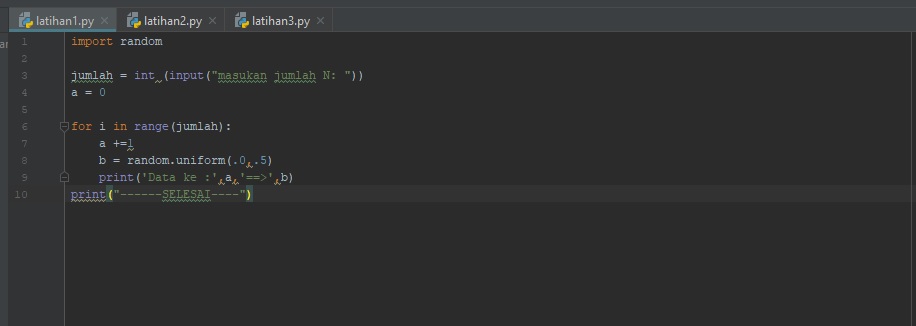 latihan1.py × latihan2.py × latihan3.py ×
1 import random
2
3 jumlah = int (input("masukan jumlah N: "))
4 a = 0
5
6 for i in range(jumlah):
7     a +=1
8     b = random.uniform(.0,.5)
9     print('Data ke :',a,'==>',b)
10 print("------SELESAI----")